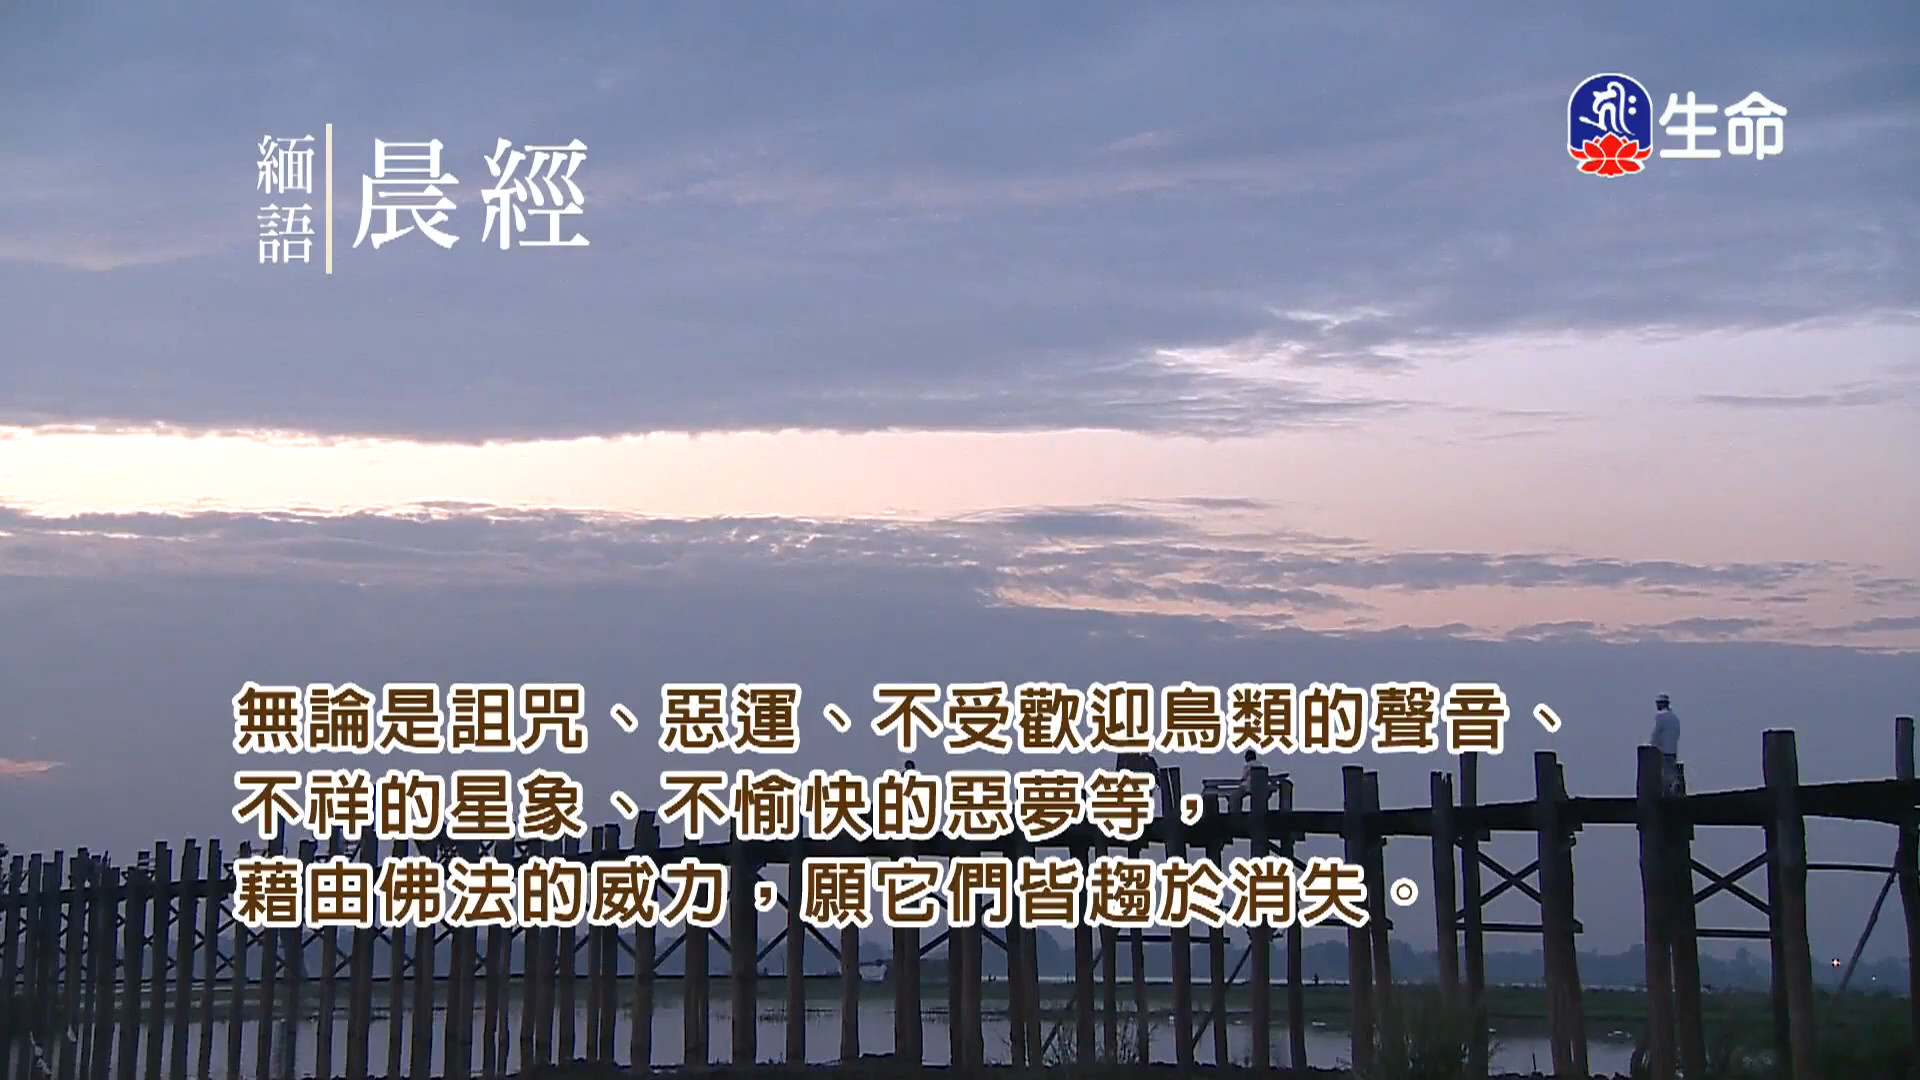 緬語
晨經
生命
無論是詛咒、惡運、不受歡迎鳥類的聲音、
不祥的星象、不愉快的惡夢等，
藉由佛法的威力，願它們皆趨於消失。